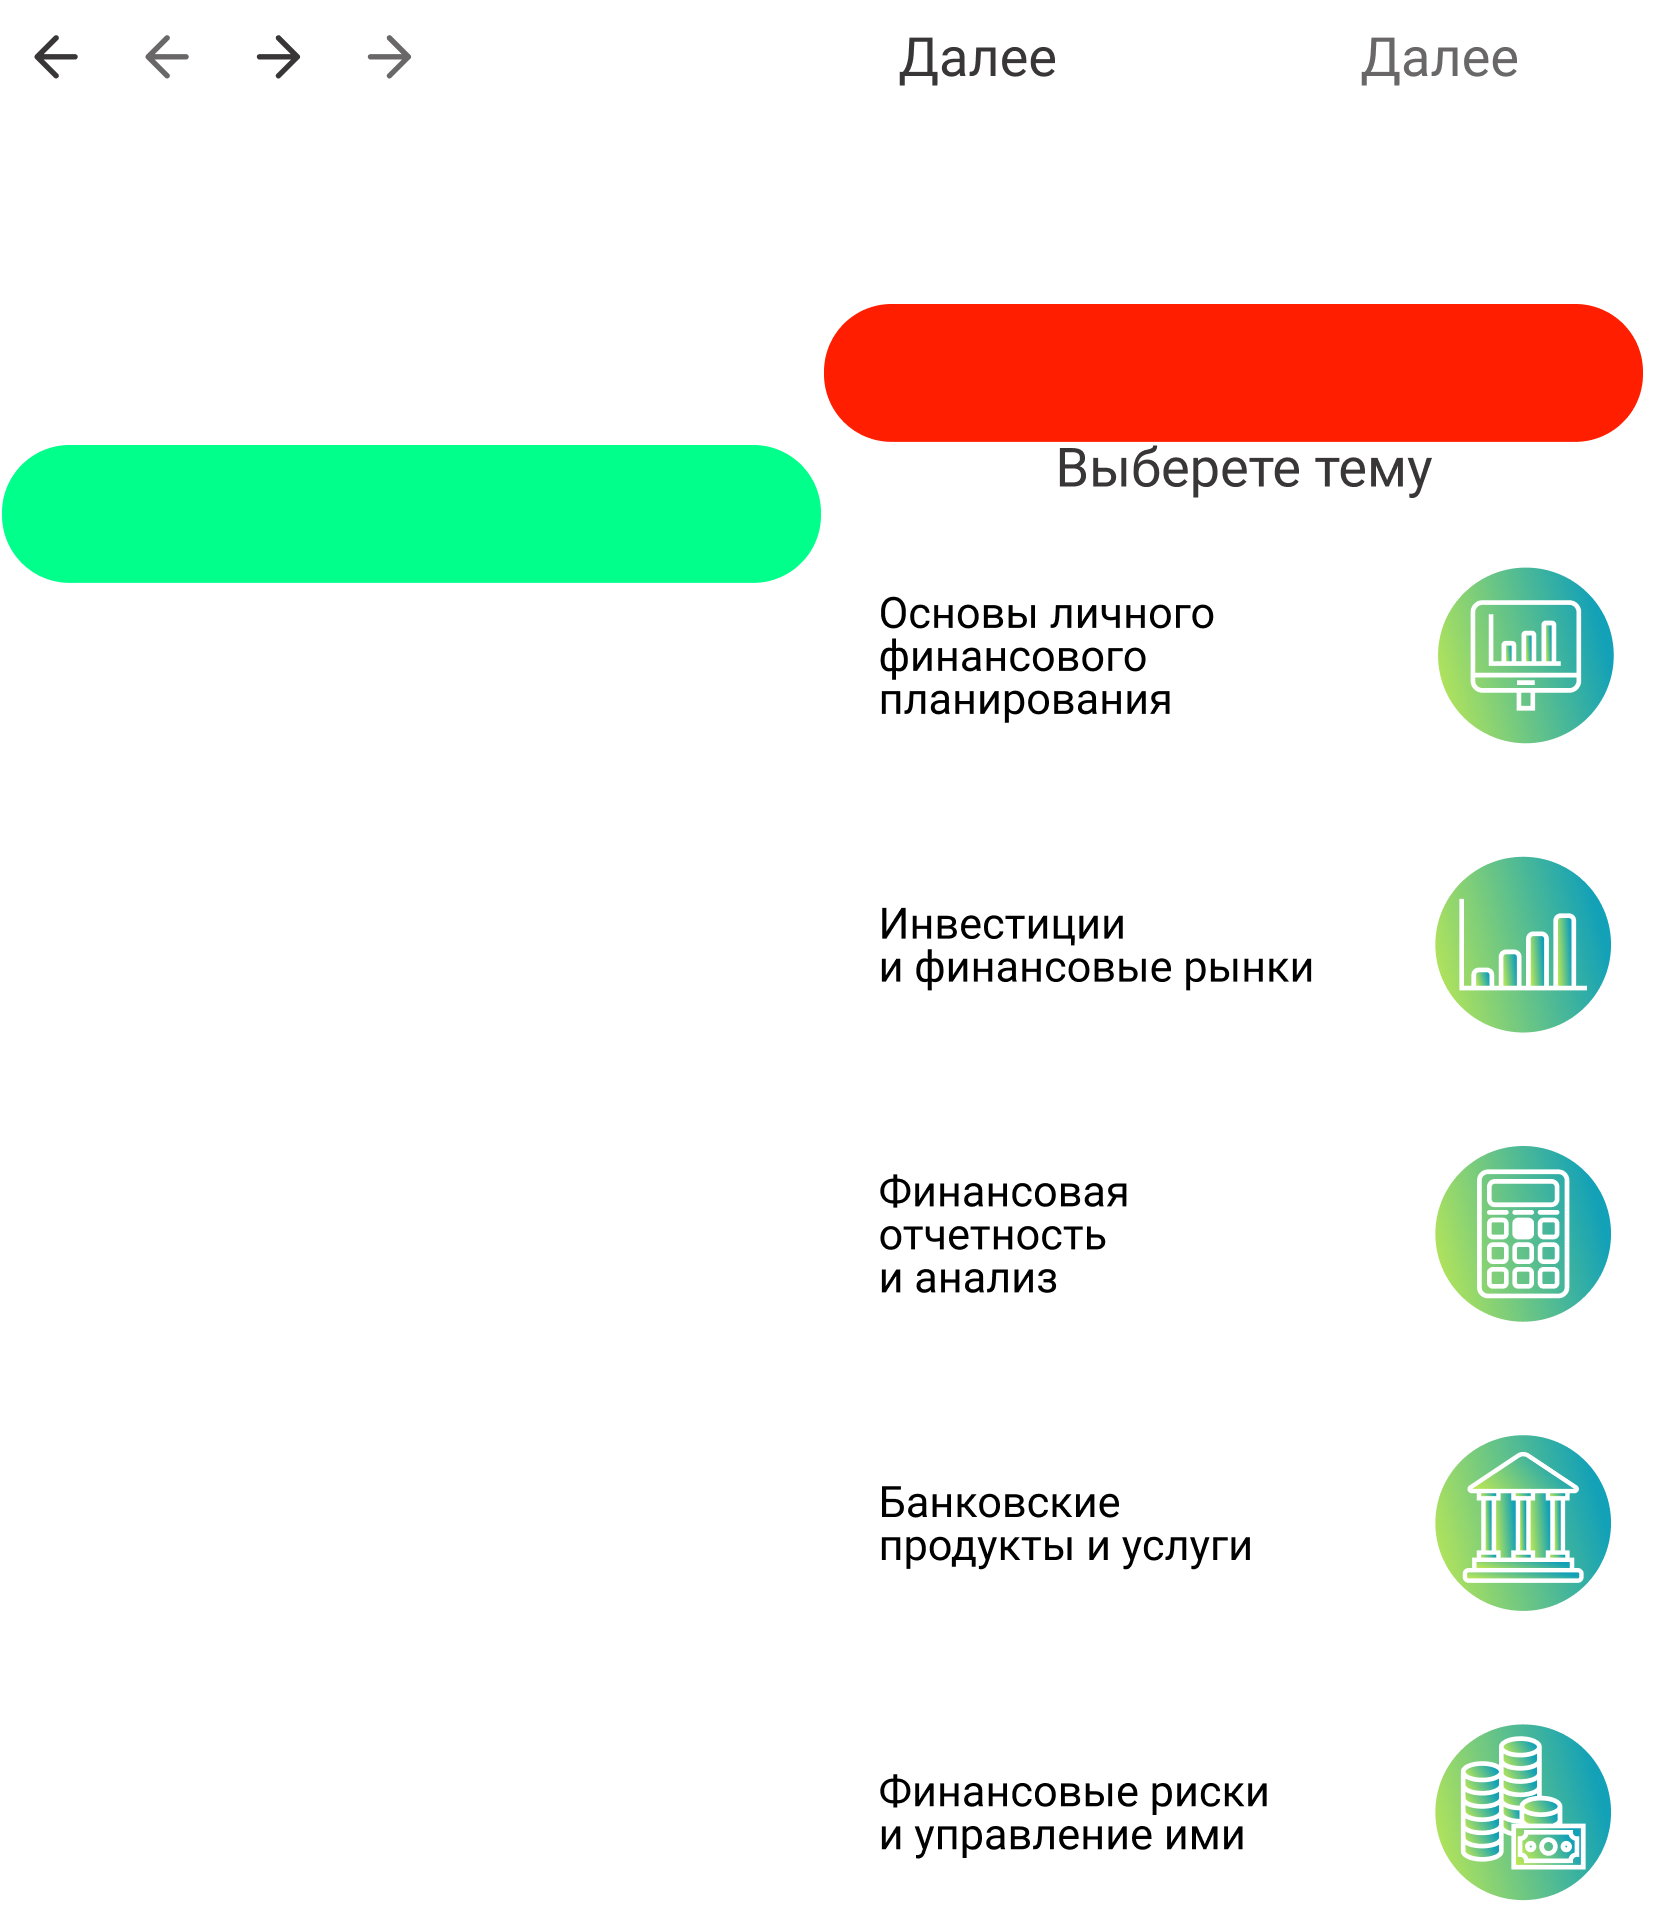 Далее
Далее
Выберете тему
Основы личного
финансового
планирования
Инвестиции
и финансовые рынки
Финансовая
отчетность
и анализ
Банковские
продукты и услуги
Финансовые риски
и управление ими